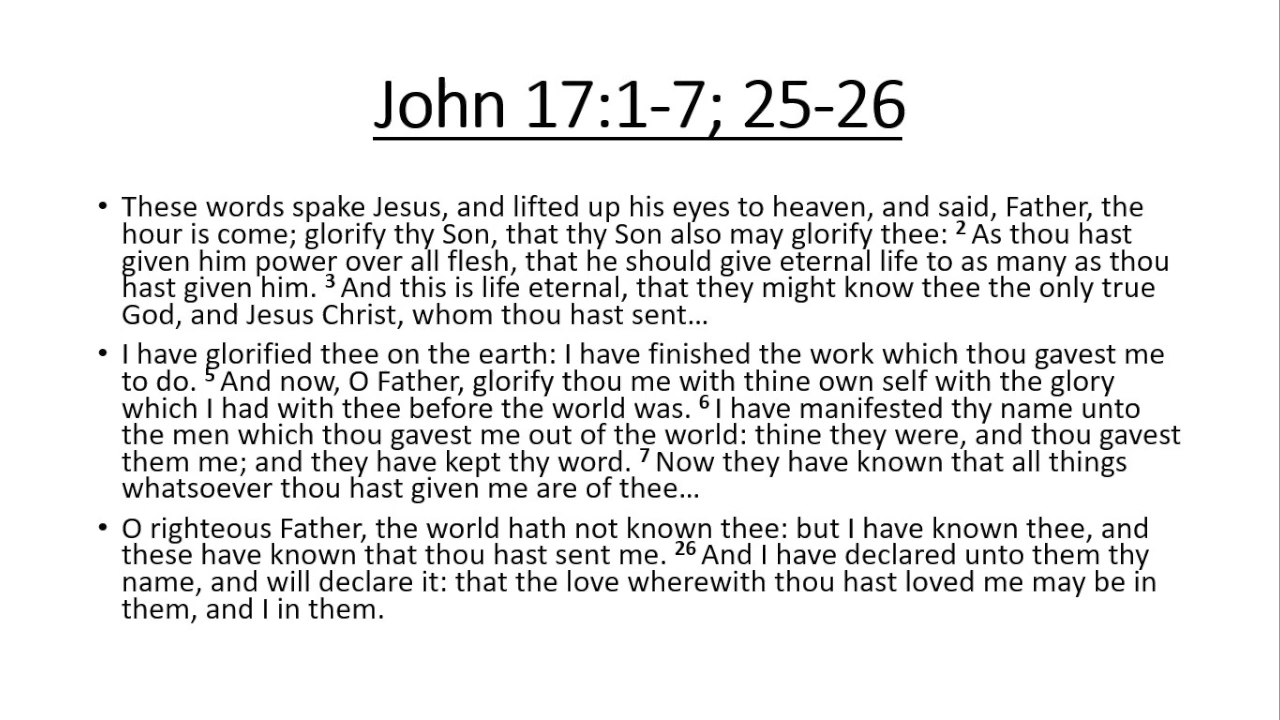 John 17:1-7; 25-26
• These words spake Jesus, and lifted up his eyes to heaven, and said, Father, the
hour is come; glorify thy Son, that thy Son also may glorify thee: ² As thou hast
given him power over all flesh, that he should give eternal life to as many as thou
hast given him. ³ And this is life eternal, that they might know thee the only true
God, and Jesus Christ, whom thou hast sent…
• I have glorified thee on the earth: I have finished the work which thou gavest me
to do. ⁵ And now, O Father, glorify thou me with thine own self with the glory
which I had with thee before the world was. ⁶ I have manifested thy name unto
the men which thou gavest me out of the world: thine they were, and thou gavest
them me; and they have kept thy word. ⁷ Now they have known that all things
whatsoever thou hast given me are of thee…
• O righteous Father, the world hath not known thee: but I have known thee, and
these have known that thou hast sent me. ²⁶ And I have declared unto them thy
name, and will declare it: that the love wherewith thou hast loved me may be in
them, and I in them.